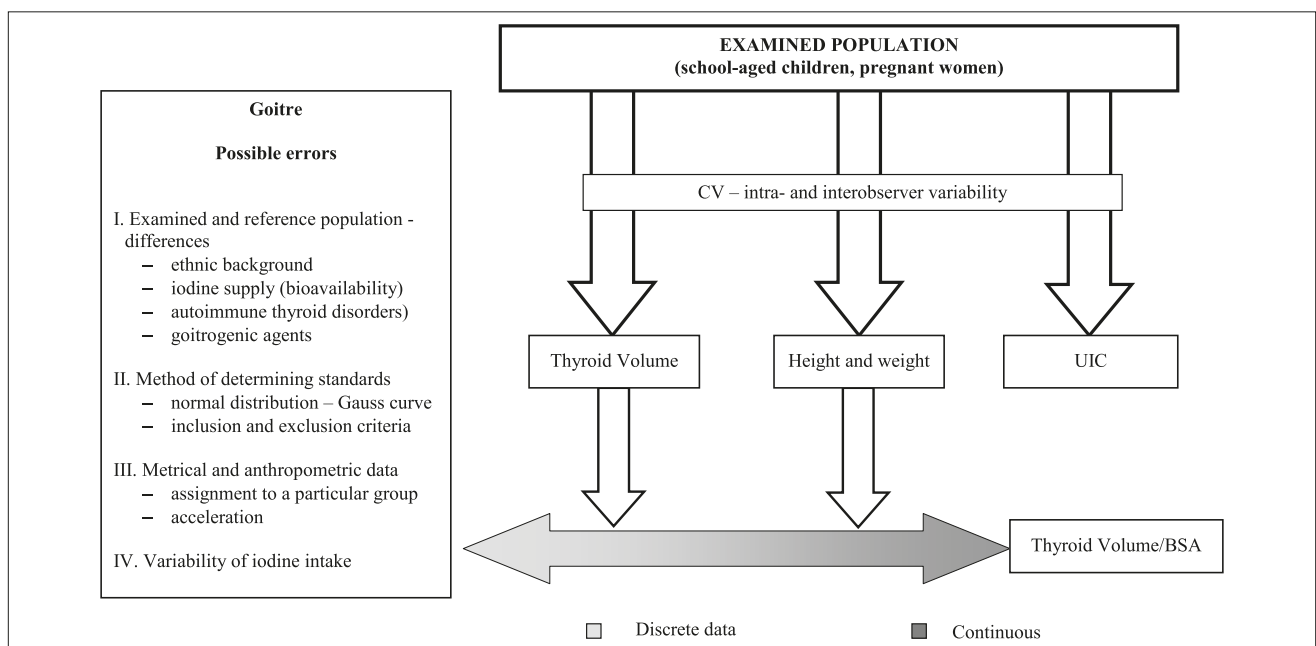 EXAMINED POPULATION
(school-aged children, pregnant women)
Goitre
Possible errors
I. Examined and reference population -
differences
– ethnic background
– iodine supply (bioavailability)
– autoimmune thyroid disorders)
– goitrogenic agents
II. Method of determining standards
– normal distribution – Gauss curve
– inclusion and exclusion criteria
III. Metrical and anthropometric data
– assignment to a particular group
– acceleration
IV. Variability of iodine intake
CV – intra- and interobserver variability
Thyroid Volume
Height and weight
UIC
Thyroid Volume/BSA
Discrete data
Continuous